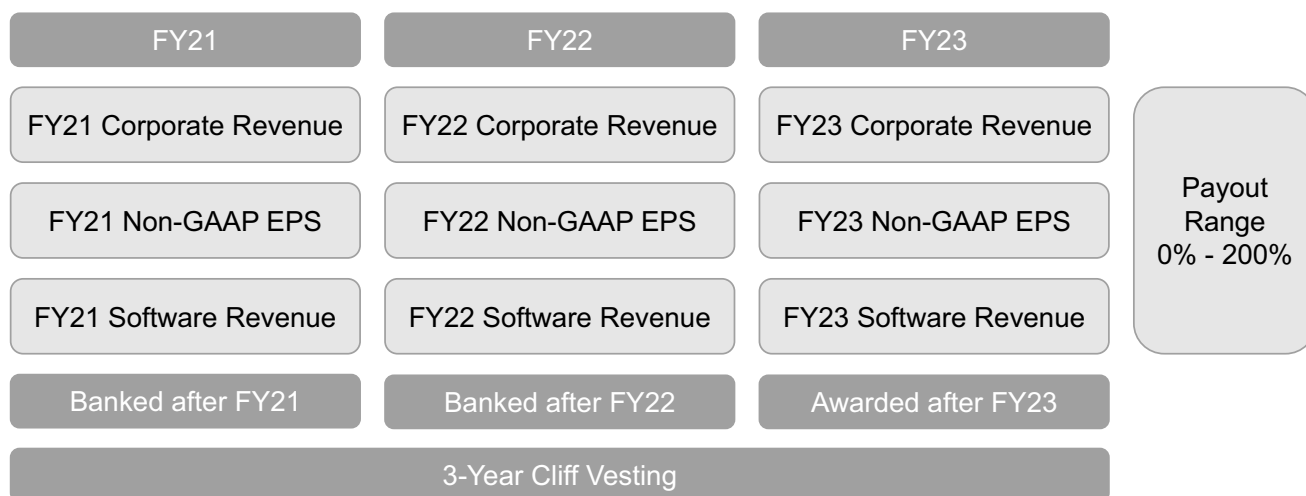 FY21
FY22
FY23
FY21 Corporate Revenue
FY22 Corporate Revenue
FY23 Corporate Revenue
FY21 Non-GAAP EPS
FY22 Non-GAAP EPS
FY23 Non-GAAP EPS
FY21 Software Revenue
FY22 Software Revenue
FY23 Software Revenue
Payout
Range
0% - 200%
Banked after FY21
Banked after FY22
Awarded after FY23
3-Year Cliff Vesting